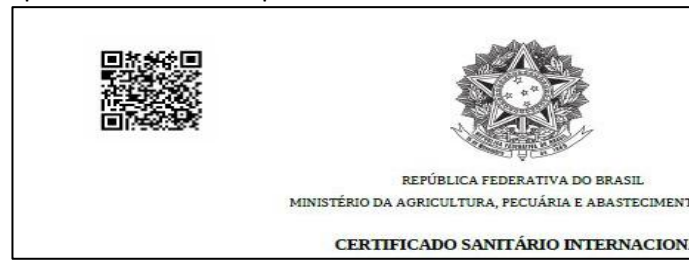 REPÚBLICA FEDERATIVA DO BRASIL
MINISTÉRIO DA AGRICULTURA, PECUÁRIA E ABASTECIMENT
CERTIFICADO SANITÁRIO INTERNACION